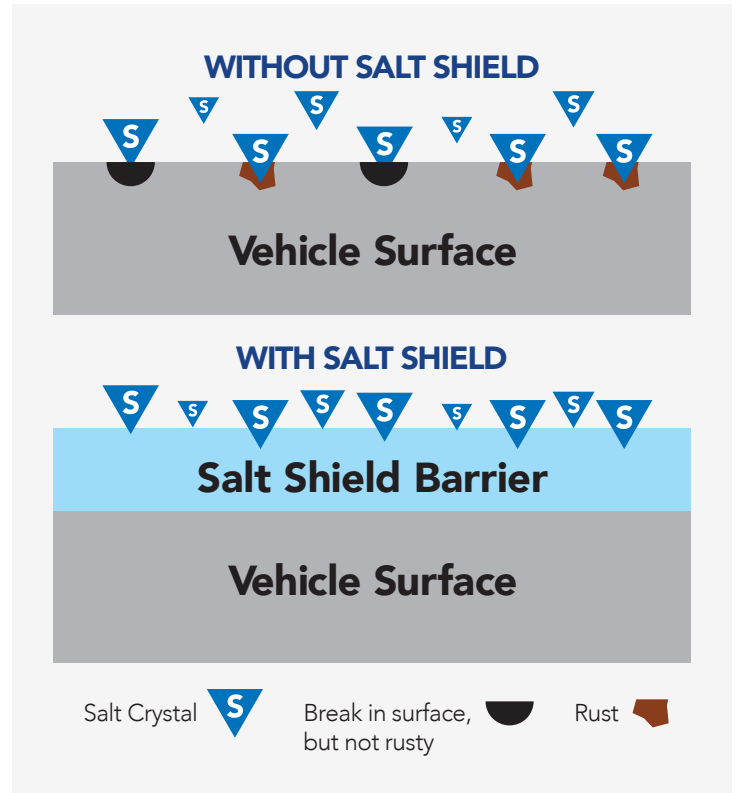 WITHOUT SALT SHIELD
S S S S S S S S S
Vehicle Surface
WITH SALT SHIELD
S S S S S S S S S
Salt Shield Barrier
Vehicle Surface
Salt Crystal S Break in surface, Rust
but not rusty